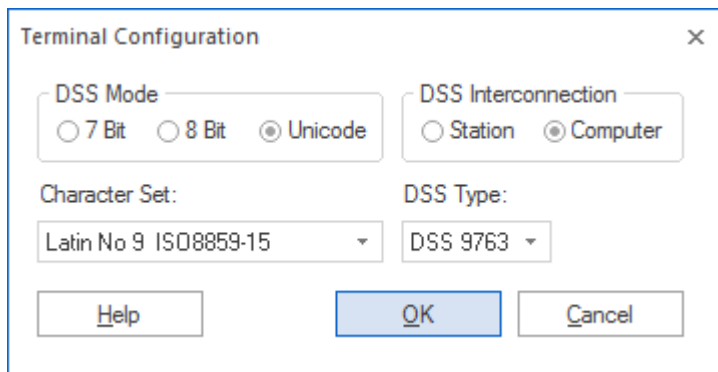 Terminal Configuration
DSS Mode
7 Bit 8 Bit Unicode
DSS Interconnection
Station Computer
Character Set:
Latin No 9 ISO8859-15
DSS Type:
DSS 9763
Help OK Cancel